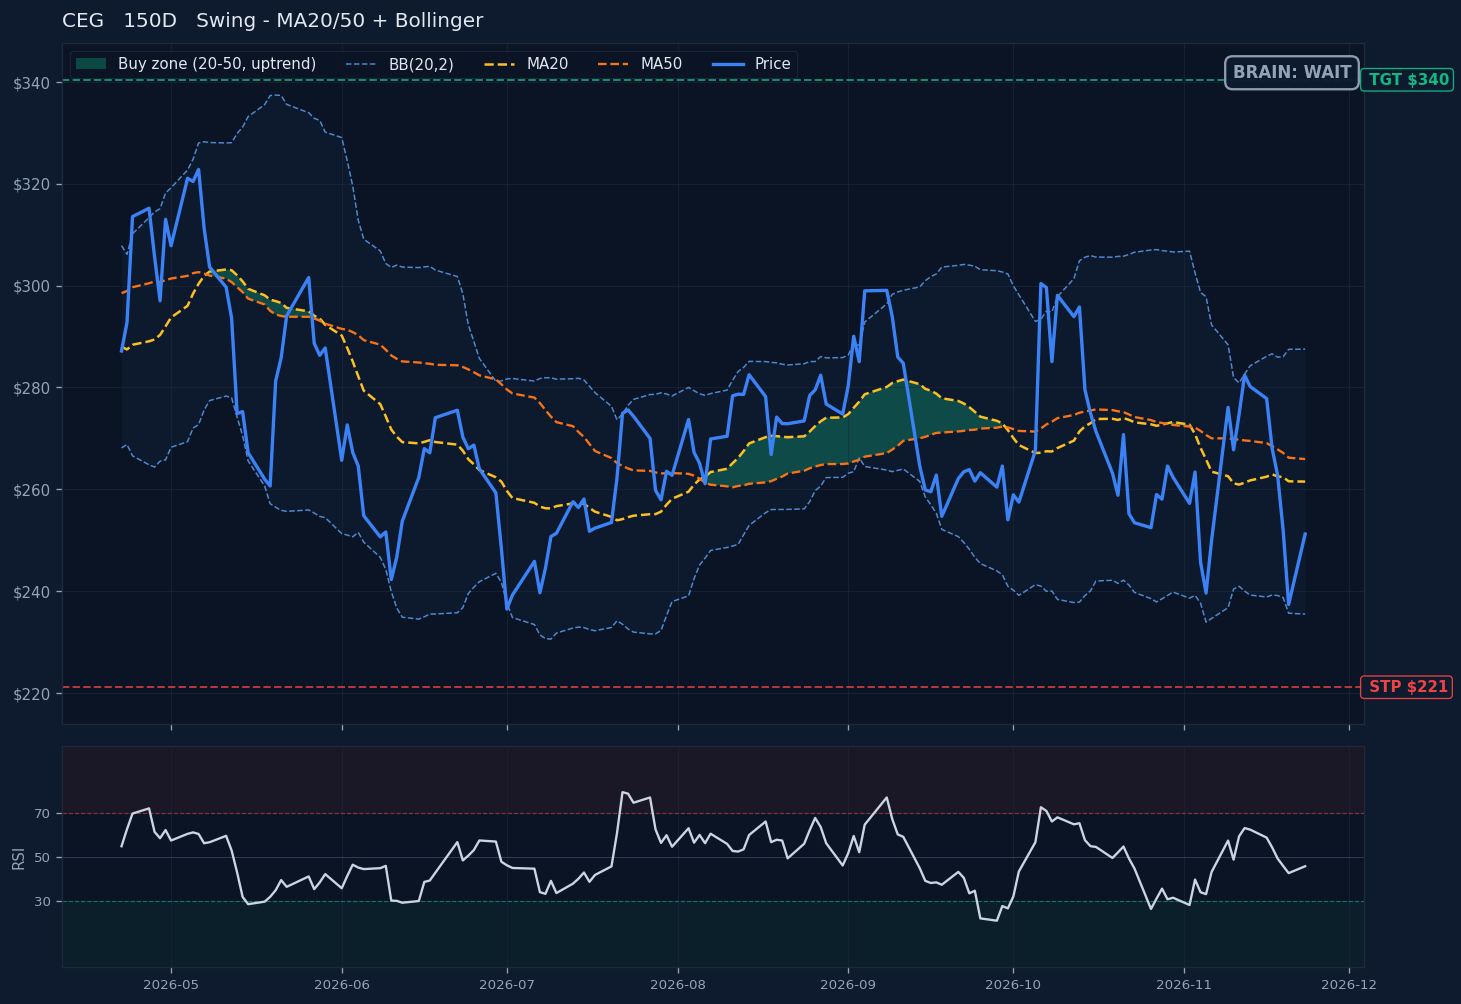 CEG 150D Swing - MA20/50 + Bollinger
Buy zone (20-50, uptrend) BB(20,2) MA20 MA50 Price
BRAIN: WAIT
TGT $340
$340
$320
$300
$280
$260
$240
$220
STP $221
RSI
70
50
30
2026-05 2026-06 2026-07 2026-08 2026-09 2026-10 2026-11 2026-12